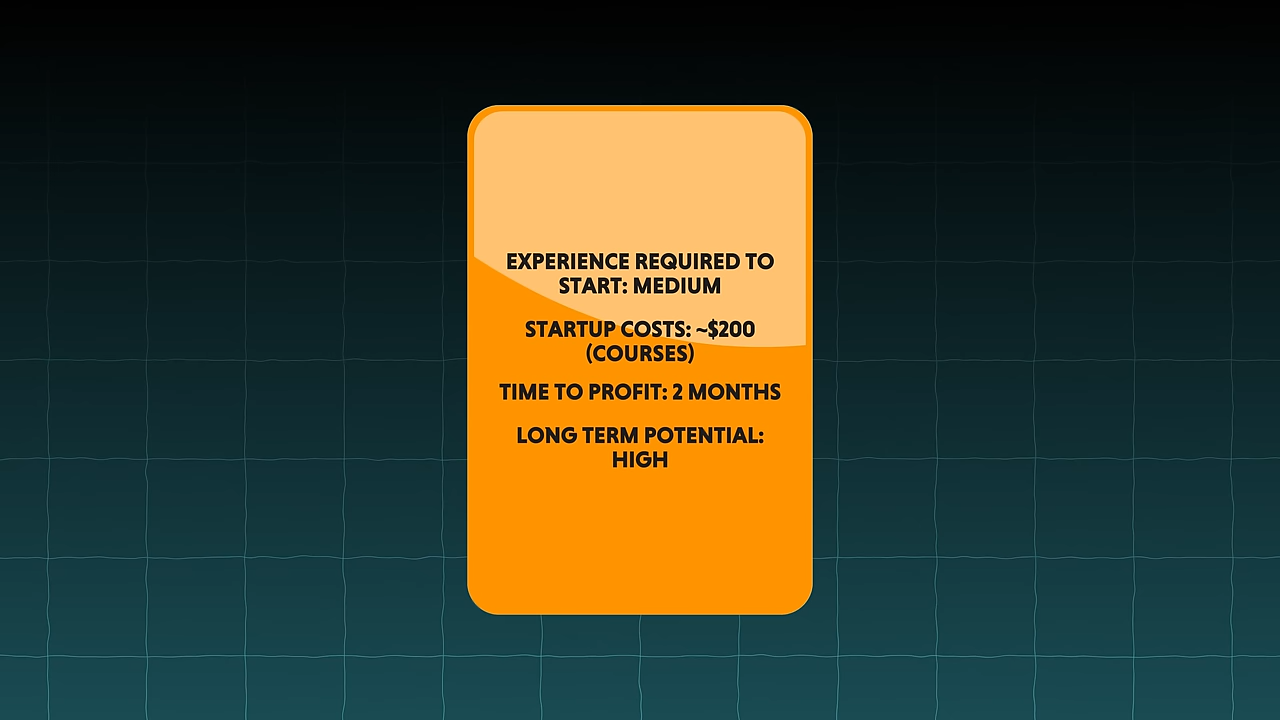 EXPERIENCE REQUIRED TO
START: MEDIUM
STARTUP COSTS: ~$200
(COURSES)
TIME TO PROFIT: 2 MONTHS
LONG TERM POTENTIAL:
HIGH